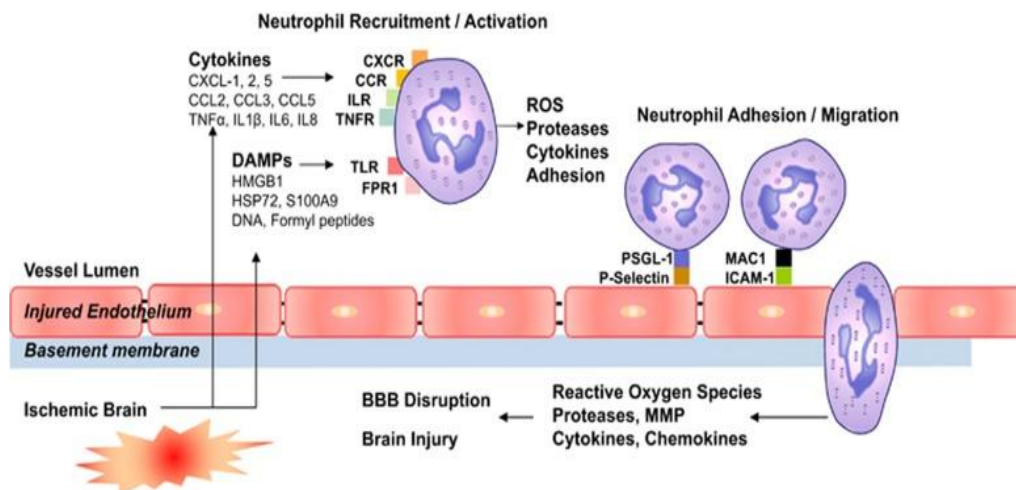 Neutrophil Recruitment / Activation
Cytokines
CXCL-1, 2, 5
CCL2, CCL3, CCL5
TNFα, IL1β, IL6, IL8
CXCR
CCR
ILR
TNFR
DAMPs
HMGB1
HSP72, S100A9
DNA, Formyl peptides
TLR
FPR1
ROS
Proteases
Cytokines
Adhesion
Neutrophil Adhesion / Migration
PSGL-1
P-Selectin
MAC1
ICAM-1
Vessel Lumen
Injured Endothelium
Basement membrane
Ischemic Brain
BBB Disruption
Brain Injury
Reactive Oxygen Species
Proteases, MMP
Cytokines, Chemokines